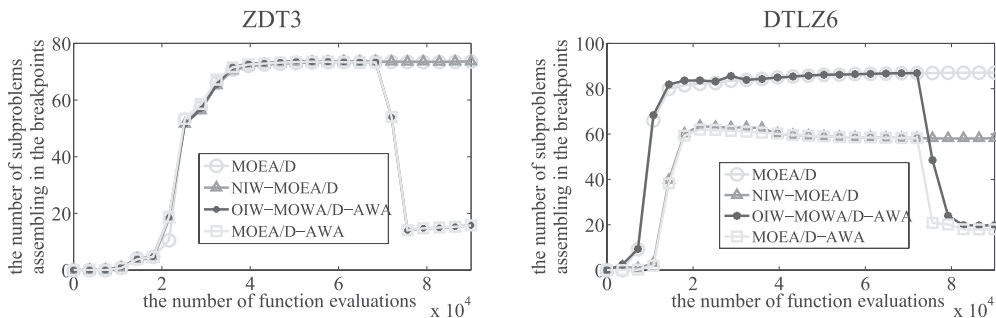 ZDT3
the number of subproblems
assembling in the breakpoints
80
60
40
20
0
MOEA/D
NIW−MOEA/D
OIW−MOWA/D−AWA
MOEA/D−AWA
0 2 4 6 8
the number of function evaluations
x 10^4
DTLZ6
the number of subproblems
assembling in the breakpoints
100
80
60
40
20
0
MOEA/D
NIW−MOEA/D
OIW−MOWA/D−AWA
MOEA/D−AWA
0 2 4 6 8
the number of function evaluations
x 10^4